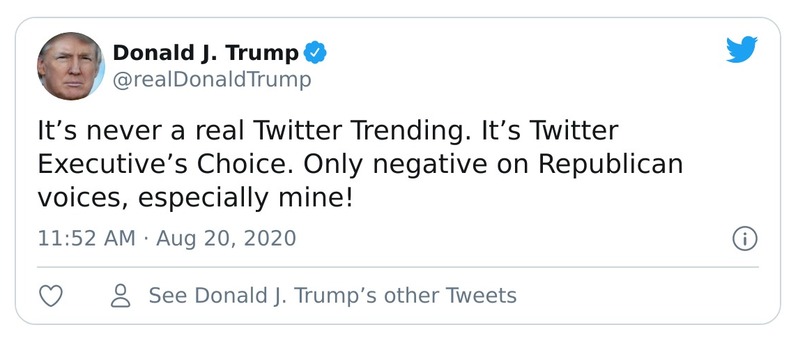 Donald J. Trump
@realDonaldTrump
It’s never a real Twitter Trending. It’s Twitter
Executive’s Choice. Only negative on Republican
voices, especially mine!
11:52 AM · Aug 20, 2020
See Donald J. Trump’s other Tweets